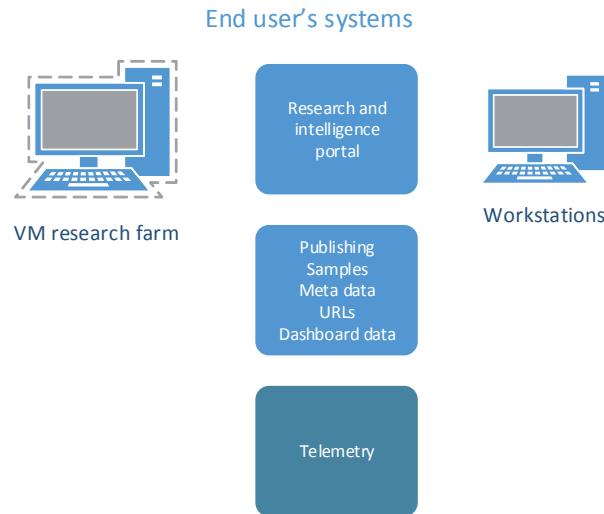 End user's systems
Research and
intelligence
portal
VM research farm
Workstations
Publishing
Samples
Meta data
URLs
Dashboard data
Telemetry